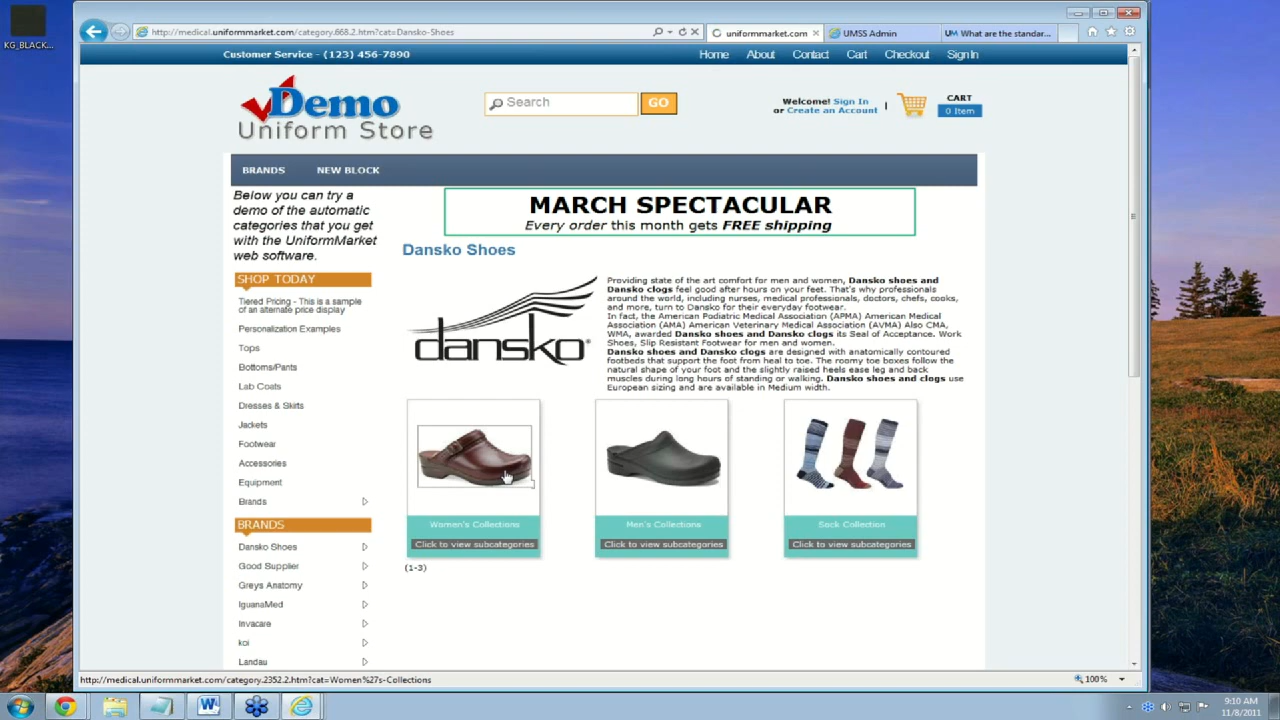 KG_BLACK...
http://medical.uniformmarket.com/category.668.2.htm?cat=Dansko-Shoes
uniformmarket.com
UMSS Admin
UM What are the standar...
Customer Service - (123) 456-7890
Home About Contact Cart Checkout Sign In
Demo
Uniform Store
Search
GO
Welcome! Sign In
or Create an Account
CART
0 Item
BRANDS NEW BLOCK
Below you can try a
demo of the automatic
categories that you get
with the UniformMarket
web software.
SHOP TODAY
Tiered Pricing - This is a sample
of an alternate price display
Personalization Examples
Tops
Bottoms/Pants
Lab Coats
Dresses & Skirts
Jackets
Footwear
Accessories
Equipment
Brands
BRANDS
Dansko Shoes
Good Supplier
Greys Anatomy
IguanaMed
Invacare
koi
Landau
MARCH SPECTACULAR
Every order this month gets FREE shipping
Dansko Shoes
dansko®
Providing state of the art comfort for men and women, Dansko shoes and
Dansko clogs feel good after hours on your feet. That's why professionals
around the world, including nurses, medical professionals, doctors, chefs, cooks,
and more, turn to Dansko for their everyday footwear.
In fact, the American Podiatric Medical Association (APMA) American Medical
Association (AMA) American Veterinary Medical Association (AVMA) Also CMA,
WMA, awarded Dansko shoes and Dansko clogs its Seal of Acceptance. Work
Shoes, Slip Resistant Footwear for men and women.
Dansko shoes and Dansko clogs are designed with anatomically contoured
footbeds that support the foot from heal to toe. The roomy toe boxes follow the
natural shape of your foot and the slightly raised heels ease leg and back
muscles during long hours of standing or walking. Dansko shoes and clogs use
European sizing and are available in Medium width.
Women's Collections
Click to view subcategories
Men's Collections
Click to view subcategories
Sock Collection
Click to view subcategories
(1-3)
http://medical.uniformmarket.com/category.2352.2.htm?cat=Women%27s-Collections
100%
9:10 AM
11/8/2011